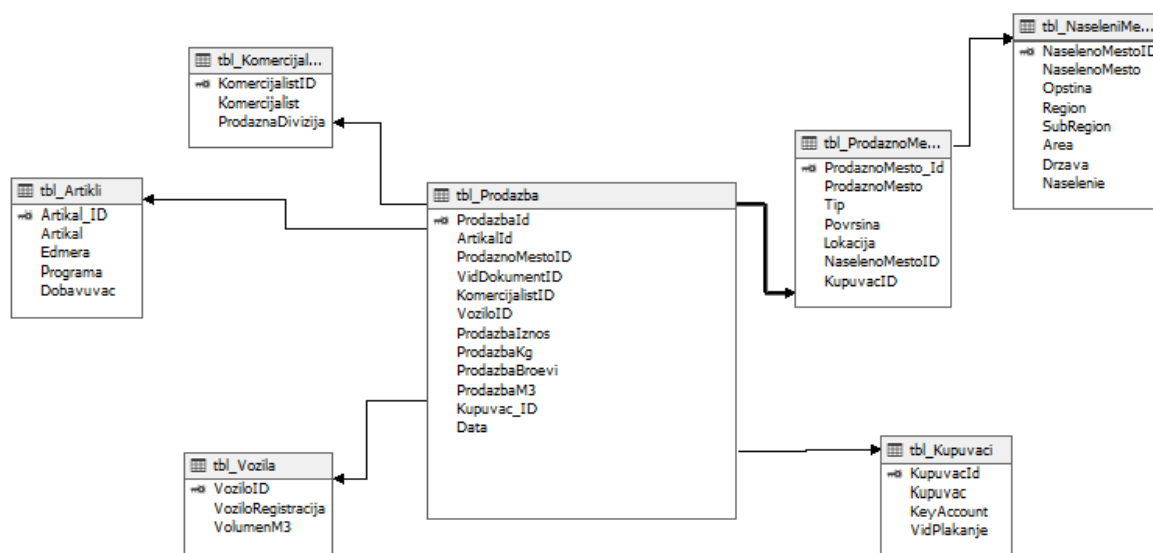 tbl_Komercijal...
KomercijalistID
Komercijalist
ProdaznaDivizija
tbl_Artikli
Artikal_ID
Artikal
Edmera
Programa
Dobavuvac
tbl_Vozila
VoziloID
VoziloRegistracija
VolumenM3
tbl_Prodazba
ProdazbaId
ArtikalId
ProdaznoMestoID
VidDokumentID
KomercijalistID
VoziloID
ProdazbaIznos
ProdazbaKg
ProdazbaBroevi
ProdazbaM3
Kupuvac_ID
Data
tbl_ProdaznoMe...
ProdaznoMesto_Id
ProdaznoMesto
Tip
Povrsina
Lokacija
NaselenoMestoID
KupuvacID
tbl_NaseleniMe...
NaselenoMestoID
NaselenoMesto
Opstina
Region
SubRegion
Area
Drzava
Naselenie
tbl_Kupuvaci
KupuvacId
Kupuvac
KeyAccount
VidPlakanje